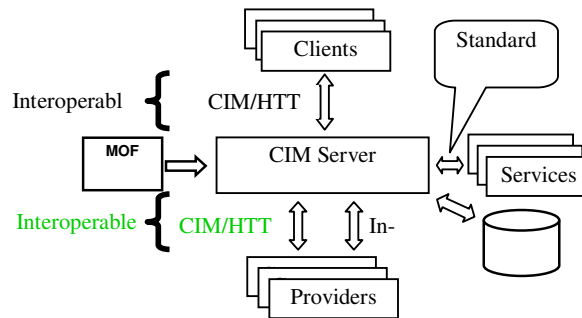 Clients
Standard
Interoperabl
CIM/HTT
MOF
CIM Server
Services
Interoperable
CIM/HTT
In-
Providers